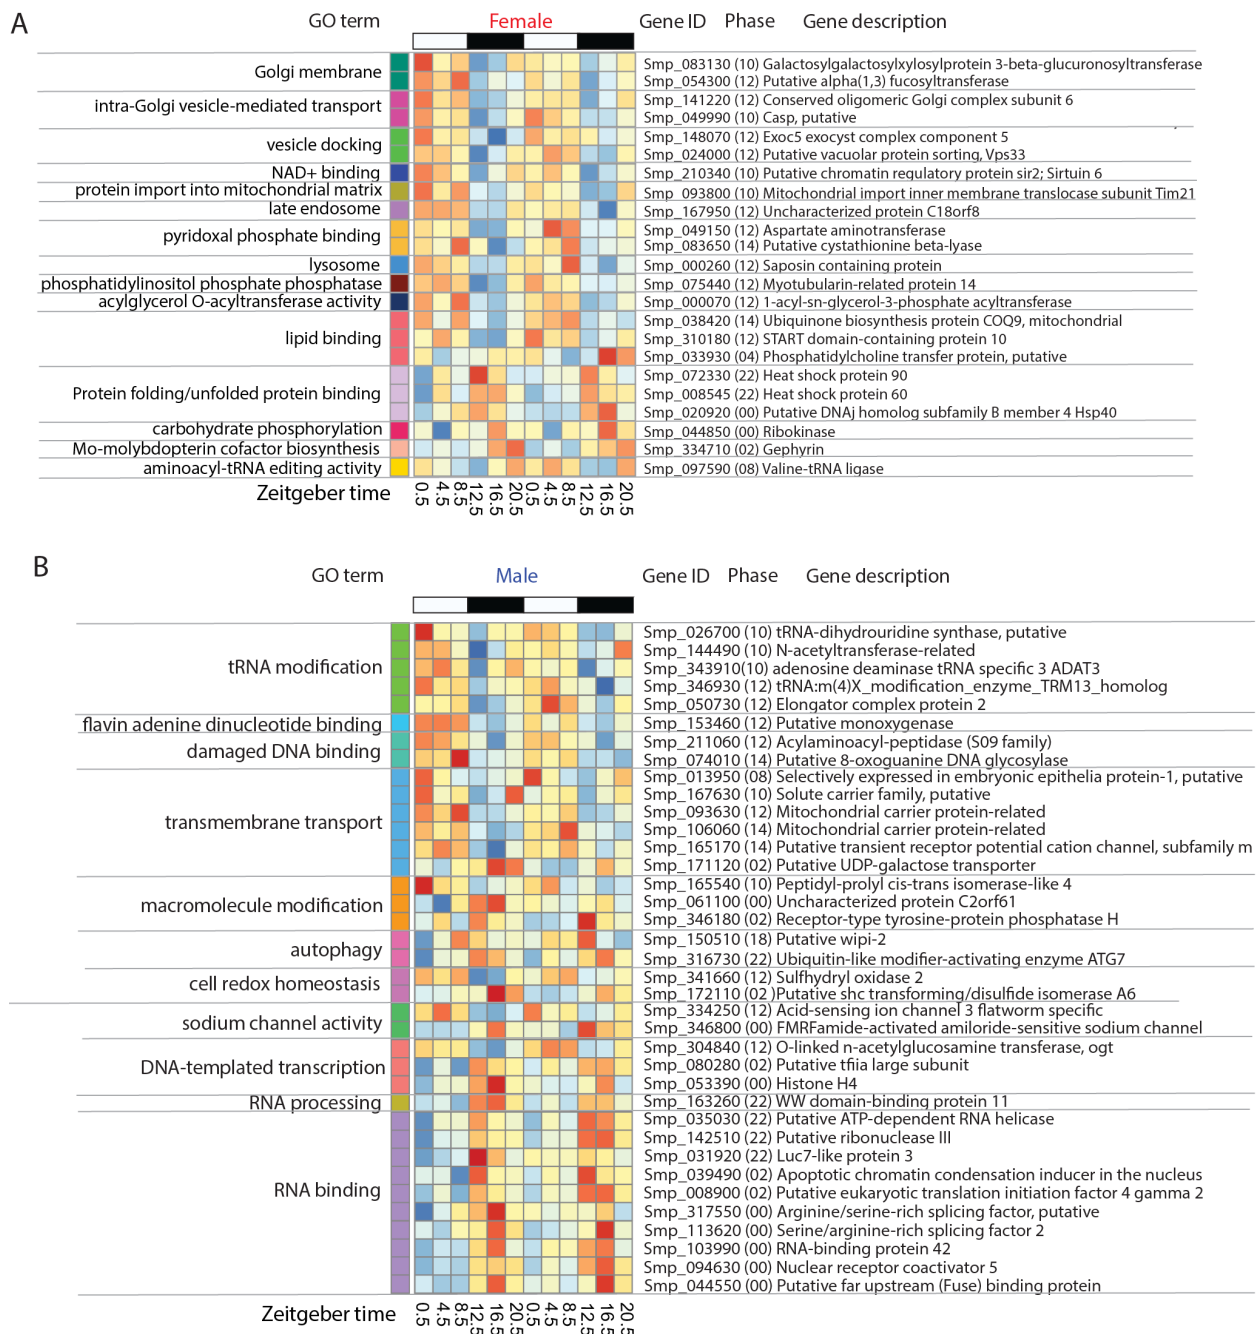 A
GO term Female Gene ID Phase Gene description
Golgi membrane
Smp_083130 (10) Galactosylgalactosylxylosylprotein 3-beta-glucuronosyltransferase
Smp_054300 (12) Putative alpha(1,3) fucosyltransferase
intra-Golgi vesicle-mediated transport
Smp_141220 (12) Conserved oligomeric Golgi complex subunit 6
Smp_049990 (10) Casp, putative
vesicle docking
Smp_148070 (12) Exoc5 exocyst complex component 5
Smp_024000 (12) Putative vacuolar protein sorting, Vps33
NAD+ binding Smp_210340 (10) Putative chromatin regulatory protein sir2; Sirtuin 6
protein import into mitochondrial matrix Smp_093800 (10) Mitochondrial import inner membrane translocase subunit Tim21
late endosome Smp_167950 (12) Uncharacterized protein C18orf8
pyridoxal phosphate binding
Smp_049150 (12) Aspartate aminotransferase
Smp_083650 (14) Putative cystathionine beta-lyase
lysosome Smp_000260 (12) Saposin containing protein
phosphatidylinositol phosphate phosphatase Smp_075440 (12) Myotubularin-related protein 14
acylglycerol O-acyltransferase activity Smp_000070 (12) 1-acyl-sn-glycerol-3-phosphate acyltransferase
lipid binding
Smp_038420 (14) Ubiquinone biosynthesis protein COQ9, mitochondrial
Smp_310180 (12) START domain-containing protein 10
Smp_033930 (04) Phosphatidylcholine transfer protein, putative
Protein folding/unfolded protein binding
Smp_072330 (22) Heat shock protein 90
Smp_008545 (22) Heat shock protein 60
Smp_020920 (00) Putative DNAj homolog subfamily B member 4 Hsp40
carbohydrate phosphorylation Smp_044850 (00) Ribokinase
Mo-molybdopterin cofactor biosynthesis Smp_334710 (02) Gephyrin
aminoacyl-tRNA editing activity Smp_097590 (08) Valine-tRNA ligase
Zeitgeber time 0.5 4.5 8.5 12.5 16.5 20.5 0.5 4.5 8.5 12.5 16.5 20.5
B
GO term Male Gene ID Phase Gene description
tRNA modification
Smp_026700 (10) tRNA-dihydrouridine synthase, putative
Smp_144490 (10) N-acetyltransferase-related
Smp_343910(10) adenosine deaminase tRNA specific 3 ADAT3
Smp_346930 (12) tRNA:m(4)X_modification_enzyme_TRM13_homolog
Smp_050730 (12) Elongator complex protein 2
flavin adenine dinucleotide binding Smp_153460 (12) Putative monoxygenase
damaged DNA binding
Smp_211060 (12) Acylaminoacyl-peptidase (S09 family)
Smp_074010 (14) Putative 8-oxoguanine DNA glycosylase
transmembrane transport
Smp_013950 (08) Selectively expressed in embryonic epithelia protein-1, putative
Smp_167630 (10) Solute carrier family, putative
Smp_093630 (12) Mitochondrial carrier protein-related
Smp_106060 (14) Mitochondrial carrier protein-related
Smp_165170 (14) Putative transient receptor potential cation channel, subfamily m
Smp_171120 (02) Putative UDP-galactose transporter
macromolecule modification
Smp_165540 (10) Peptidyl-prolyl cis-trans isomerase-like 4
Smp_061100 (00) Uncharacterized protein C2orf61
Smp_346180 (02) Receptor-type tyrosine-protein phosphatase H
autophagy
Smp_150510 (18) Putative wipi-2
Smp_316730 (22) Ubiquitin-like modifier-activating enzyme ATG7
cell redox homeostasis
Smp_341660 (12) Sulfhydryl oxidase 2
Smp_172110 (02 )Putative shc transforming/disulfide isomerase A6
sodium channel activity
Smp_334250 (12) Acid-sensing ion channel 3 flatworm specific
Smp_346800 (00) FMRFamide-activated amiloride-sensitive sodium channel
DNA-templated transcription
Smp_304840 (12) O-linked n-acetylglucosamine transferase, ogt
Smp_080280 (02) Putative tfiia large subunit
Smp_053390 (00) Histone H4
RNA processing Smp_163260 (22) WW domain-binding protein 11
RNA binding
Smp_035030 (22) Putative ATP-dependent RNA helicase
Smp_142510 (22) Putative ribonuclease III
Smp_031920 (22) Luc7-like protein 3
Smp_039490 (02) Apoptotic chromatin condensation inducer in the nucleus
Smp_008900 (02) Putative eukaryotic translation initiation factor 4 gamma 2
Smp_317550 (00) Arginine/serine-rich splicing factor, putative
Smp_113620 (00) Serine/arginine-rich splicing factor 2
Smp_103990 (00) RNA-binding protein 42
Smp_094630 (00) Nuclear receptor coactivator 5
Smp_044550 (00) Putative far upstream (Fuse) binding protein
Zeitgeber time 0.5 4.5 8.5 12.5 16.5 20.5 0.5 4.5 8.5 12.5 16.5 20.5